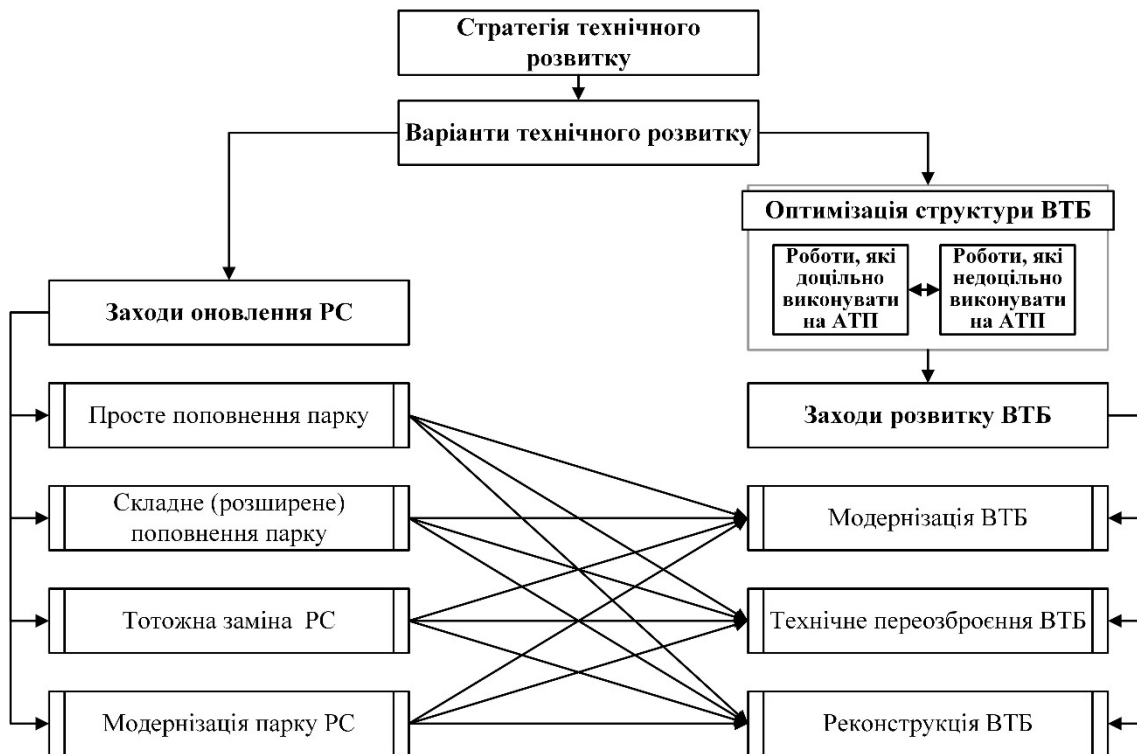 Стратегія технічного
розвитку
Варіанти технічного розвитку
Оптимізація структури ВТБ
Роботи, які
доцільно
виконувати
на АТП
Роботи, які
недоцільно
виконувати
на АТП
Заходи оновлення РС
Заходи розвитку ВТБ
Просте поповнення парку
Складне (розширене)
поповнення парку
Тотожна заміна РС
Модернізація парку РС
Модернізація ВТБ
Технічне переозброєння ВТБ
Реконструкція ВТБ